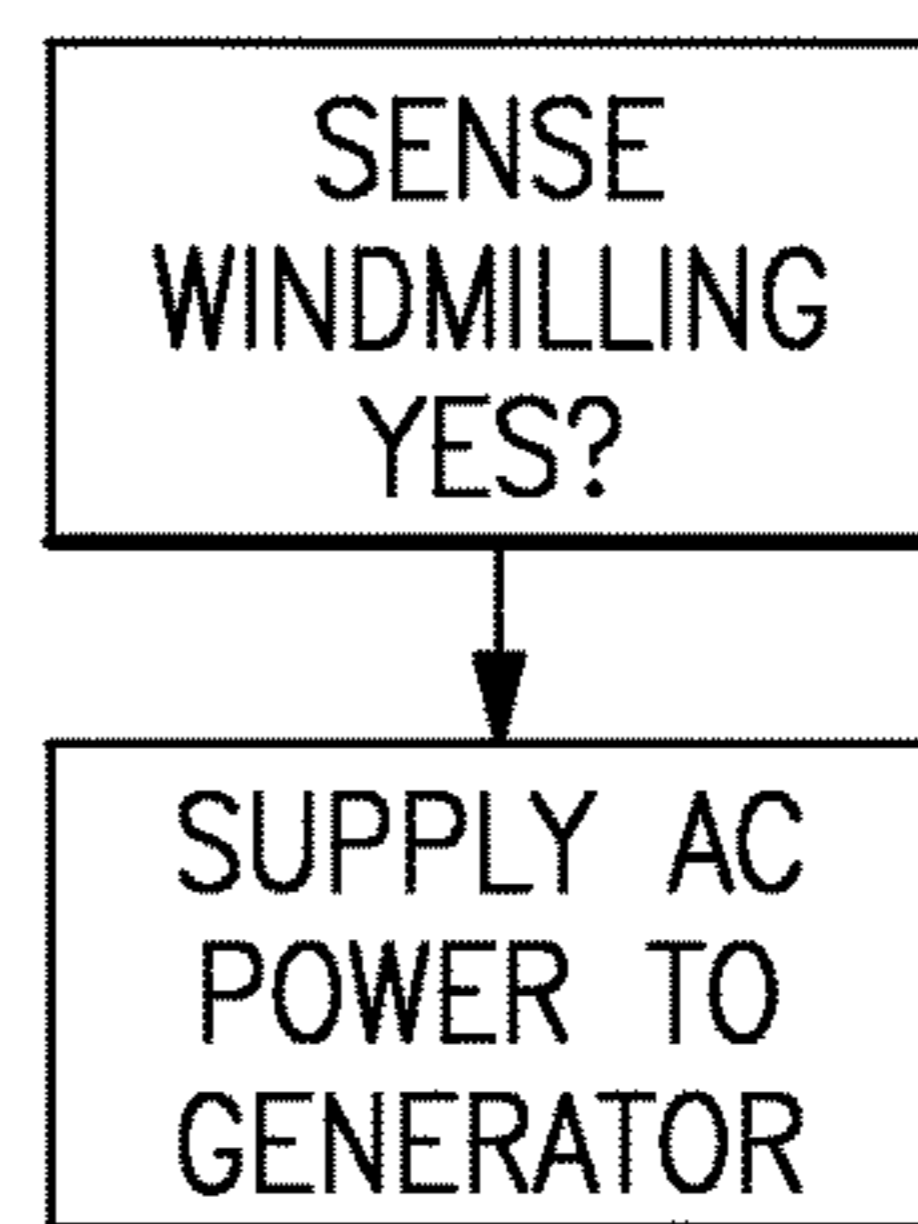 SENSE
WINDMILLING
YES?
SUPPLY AC
POWER TO
GENERATOR